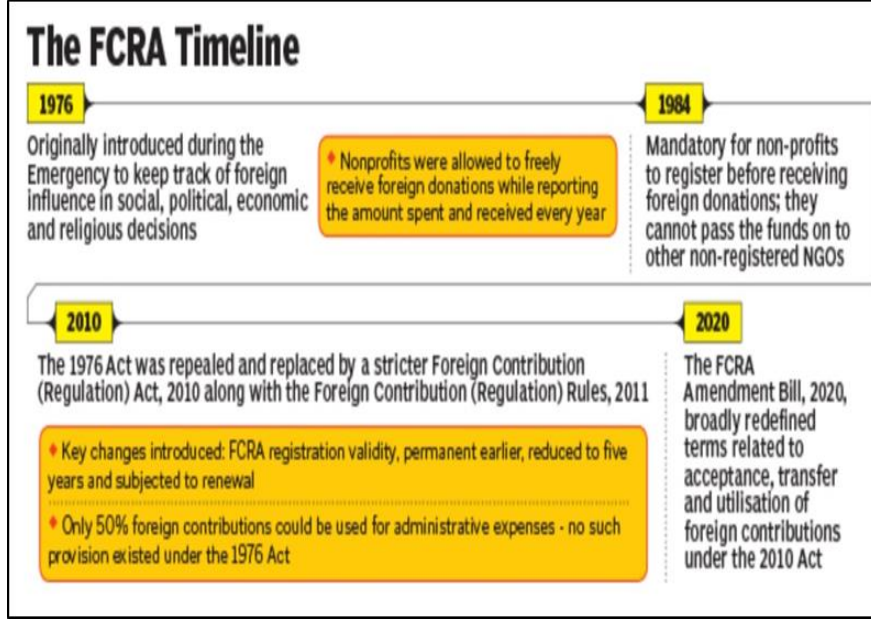 The FCRA Timeline
1976
Originally introduced during the
Emergency to keep track of foreign
influence in social, political, economic
and religious decisions
♦ Nonprofits were allowed to freely
receive foreign donations while reporting
the amount spent and received every year
1984
Mandatory for non-profits
to register before receiving
foreign donations; they
cannot pass the funds on to
other non-registered NGOs
2010
The 1976 Act was repealed and replaced by a stricter Foreign Contribution
(Regulation) Act, 2010 along with the Foreign Contribution (Regulation) Rules, 2011
♦ Key changes introduced: FCRA registration validity, permanent earlier, reduced to five
years and subjected to renewal
♦ Only 50% foreign contributions could be used for administrative expenses - no such
provision existed under the 1976 Act
2020
The FCRA
Amendment Bill, 2020,
broadly redefined
terms related to
acceptance, transfer
and utilisation of
foreign contributions
under the 2010 Act